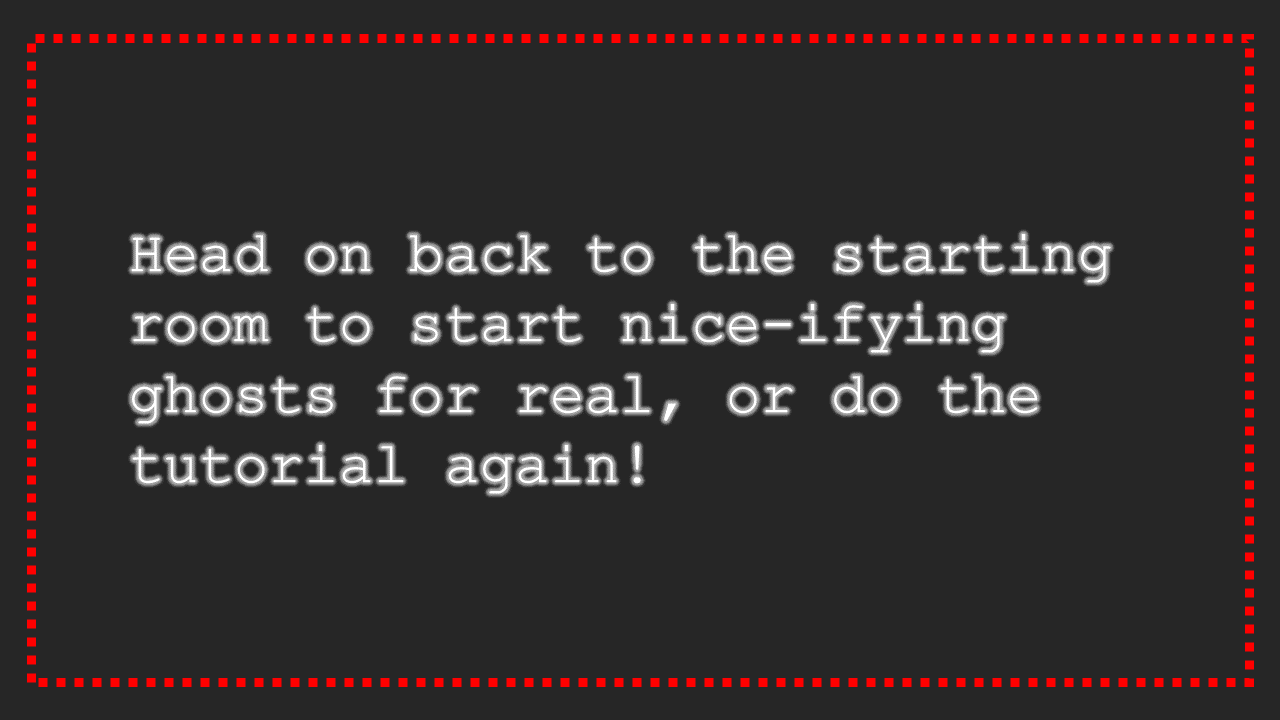 Head on back to the starting
room to start nice-ifying
ghosts for real, or do the
tutorial again!